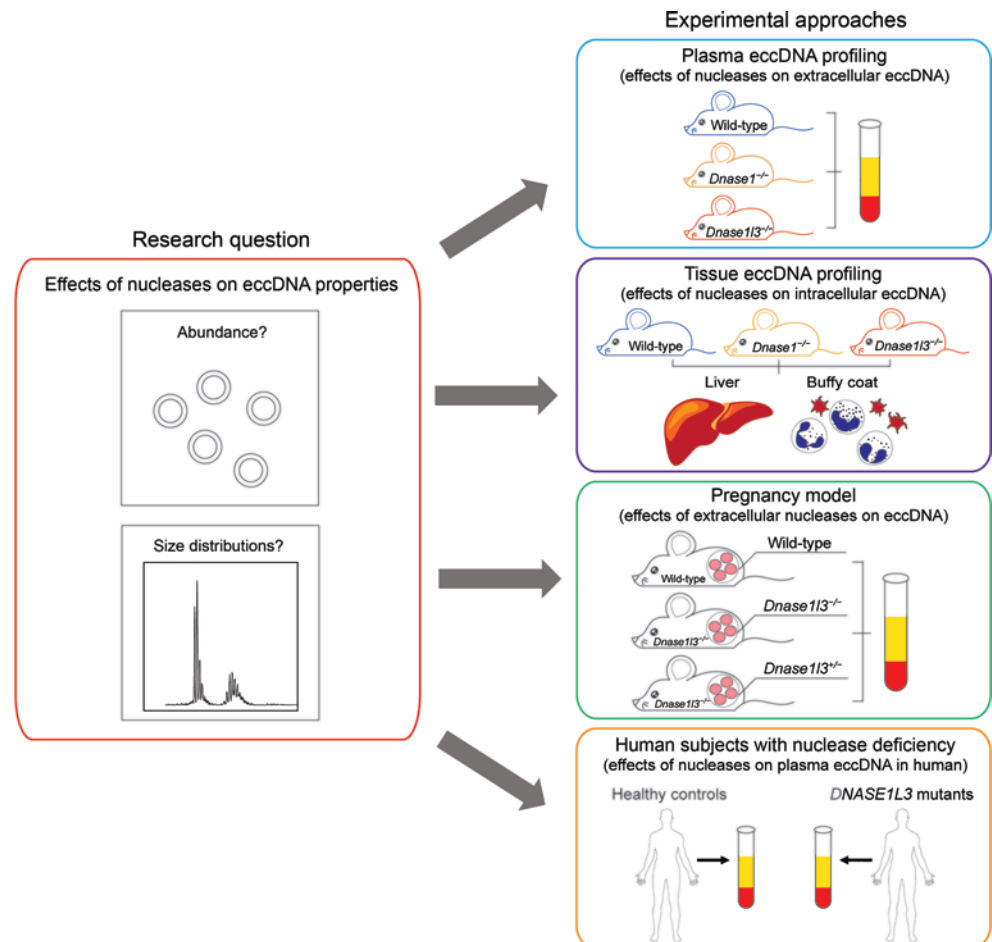 Experimental approaches
Plasma eccDNA profiling
(effects of nucleases on extracellular eccDNA)
Wild-type
Dnase1⁻/⁻
Dnase1l3⁻/⁻
Research question
Effects of nucleases on eccDNA properties
Abundance?
Size distributions?
Tissue eccDNA profiling
(effects of nucleases on intracellular eccDNA)
Wild-type
Dnase1⁻/⁻
Dnase1l3⁻/⁻
Liver
Buffy coat
Pregnancy model
(effects of extracellular nucleases on eccDNA)
Wild-type
Wild-type
Dnase1l3⁻/⁻
Dnase1l3⁻/⁻
Dnase1l3⁺/⁻
Dnase1l3⁻/⁻
Human subjects with nuclease deficiency
(effects of nucleases on plasma eccDNA in human)
Healthy controls
DNASE1L3 mutants